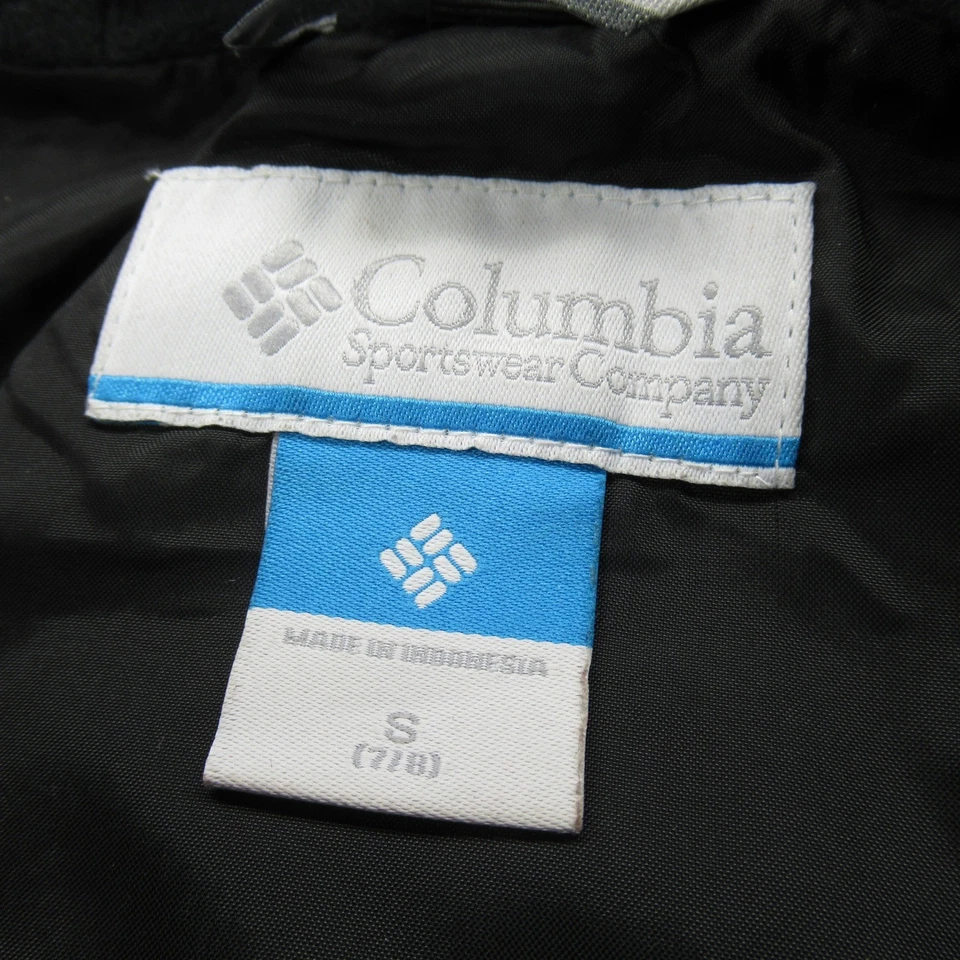 Columbia
Sportswear Company
MADE IN INDONESIA
S
(7/8)